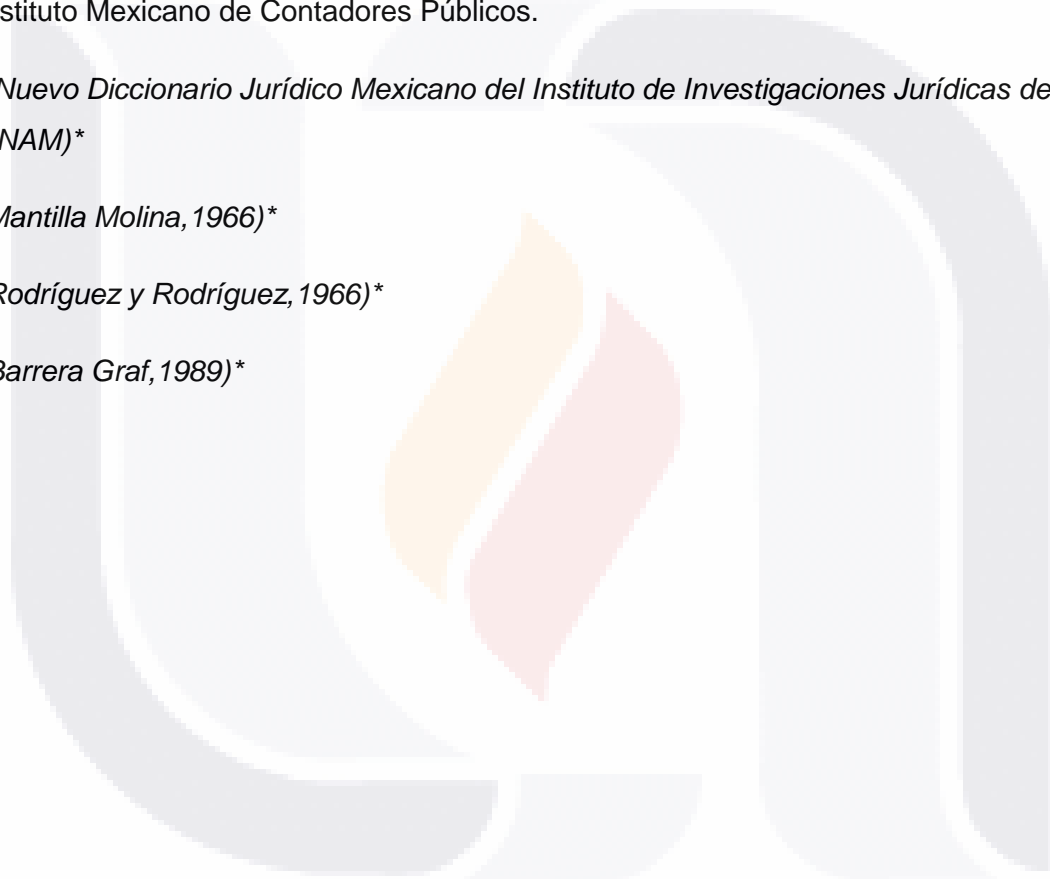 stituto Mexicano de Contadores Públicos.
Nuevo Diccionario Jurídico Mexicano del Instituto de Investigaciones Jurídicas de
NAM)*
Mantilla Molina,1966)*
Rodríguez y Rodríguez,1966)*
Barrera Graf,1989)*